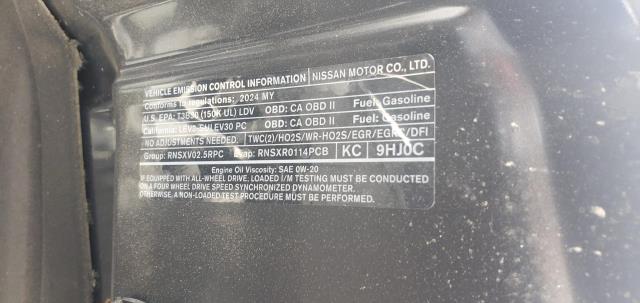 VEHICLE EMISSION CONTROL INFORMATION NISSAN MOTOR CO., LTD.
Conforms to regulations: 2024 MY
U.S. EPA: T3B30 (150K UL) LDV OBD: CA OBD II Fuel: Gasoline
California: LEV3 SULEV30 PC OBD: CA OBD II Fuel: Gasoline
NO ADJUSTMENTS NEEDED. TWC(2)/HO2S/WR-HO2S/EGR/EGRC/DFI
Group: RNSXV02.5RPC Evap: RNSXR0114PCB KC 9HJ0C
Engine Oil Viscosity: SAE 0W-20
IF EQUIPPED WITH ALL-WHEEL DRIVE, LOADED I/M TESTING MUST BE CONDUCTED
ON A FOUR WHEEL DRIVE SPEED SYNCHRONIZED DYNAMOMETER.
OTHERWISE, A NON-LOADED TEST PROCEDURE MUST BE PERFORMED.